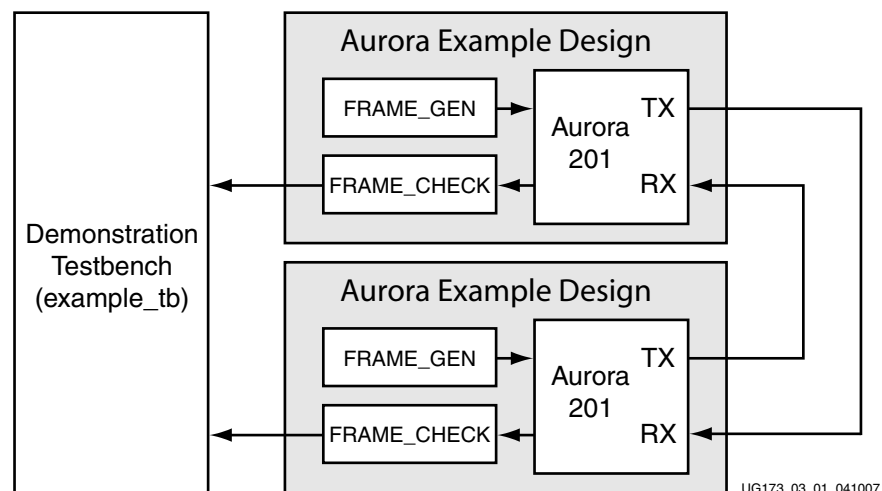 Aurora Example Design
FRAME_GEN
FRAME_CHECK
Aurora
201
TX
RX
Demonstration
Testbench
(example_tb)
Aurora Example Design
FRAME_GEN
FRAME_CHECK
Aurora
201
TX
RX
UG173_03_01_041007